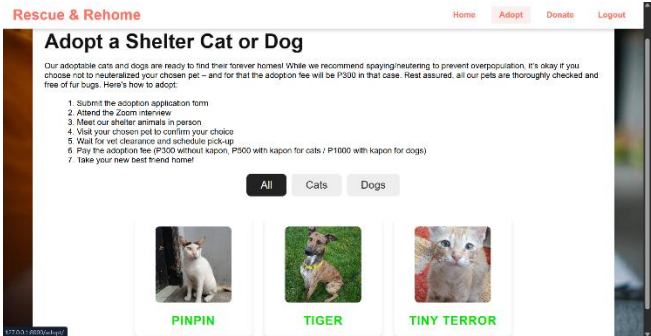 Rescue & Rehome
Home
Adopt
Donate
Logout
Adopt a Shelter Cat or Dog
Our adoptable cats and dogs are ready to find their forever homes! While we recommend spaying/neutering to prevent overpopulation, it's okay if you
choose not to neuteralized your chosen pet – and for that the adoption fee will be P300 in that case. Rest assured, all our pets are thoroughly checked and
free of fur bugs. Here's how to adopt:
1. Submit the adoption application form
2. Attend the Zoom interview
3. Meet our shelter animals in person
4. Visit your chosen pet to confirm your choice
5. Wait for vet clearance and schedule pick-up
6. Pay the adoption fee (P300 without kapon, P500 with kapon for cats / P1000 with kapon for dogs)
7. Take your new best friend home!
All
Cats
Dogs
PINPIN
TIGER
TINY TERROR
127.0.0.1:8000/adopt/